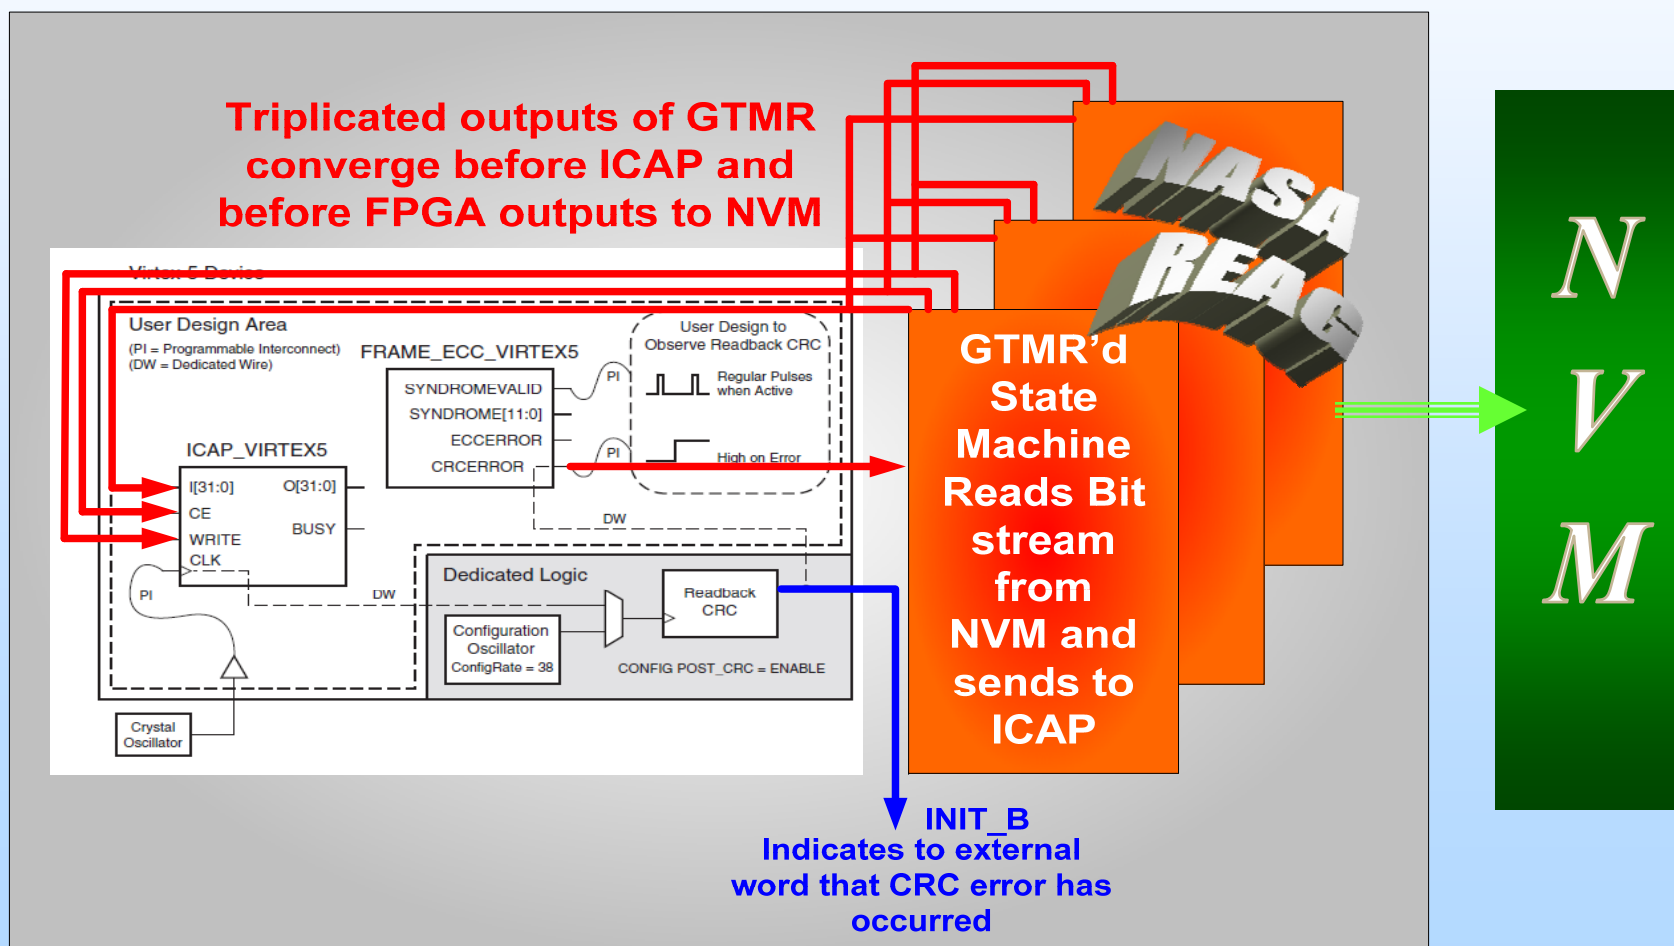 Triplicated outputs of GTMR
converge before ICAP and
before FPGA outputs to NVM
NASA
REAG
Virtex 5 Device
User Design Area
(PI = Programmable Interconnect)
(DW = Dedicated Wire)
FRAME_ECC_VIRTEX5
SYNDROMEVALID
SYNDROME[11:0]
ECCERROR
CRCERROR
PI
PI
User Design to
Observe Readback CRC
Regular Pulses
when Active
High on Error
ICAP_VIRTEX5
I[31:0]
O[31:0]
CE
BUSY
WRITE
CLK
PI
DW
DW
Dedicated Logic
Readback
CRC
Configuration
Oscillator
ConfigRate = 38
CONFIG POST_CRC = ENABLE
Crystal
Oscillator
GTMR’d
State
Machine
Reads Bit
stream
from
NVM and
sends to
ICAP
N
V
M
INIT_B
Indicates to external
word that CRC error has
occurred